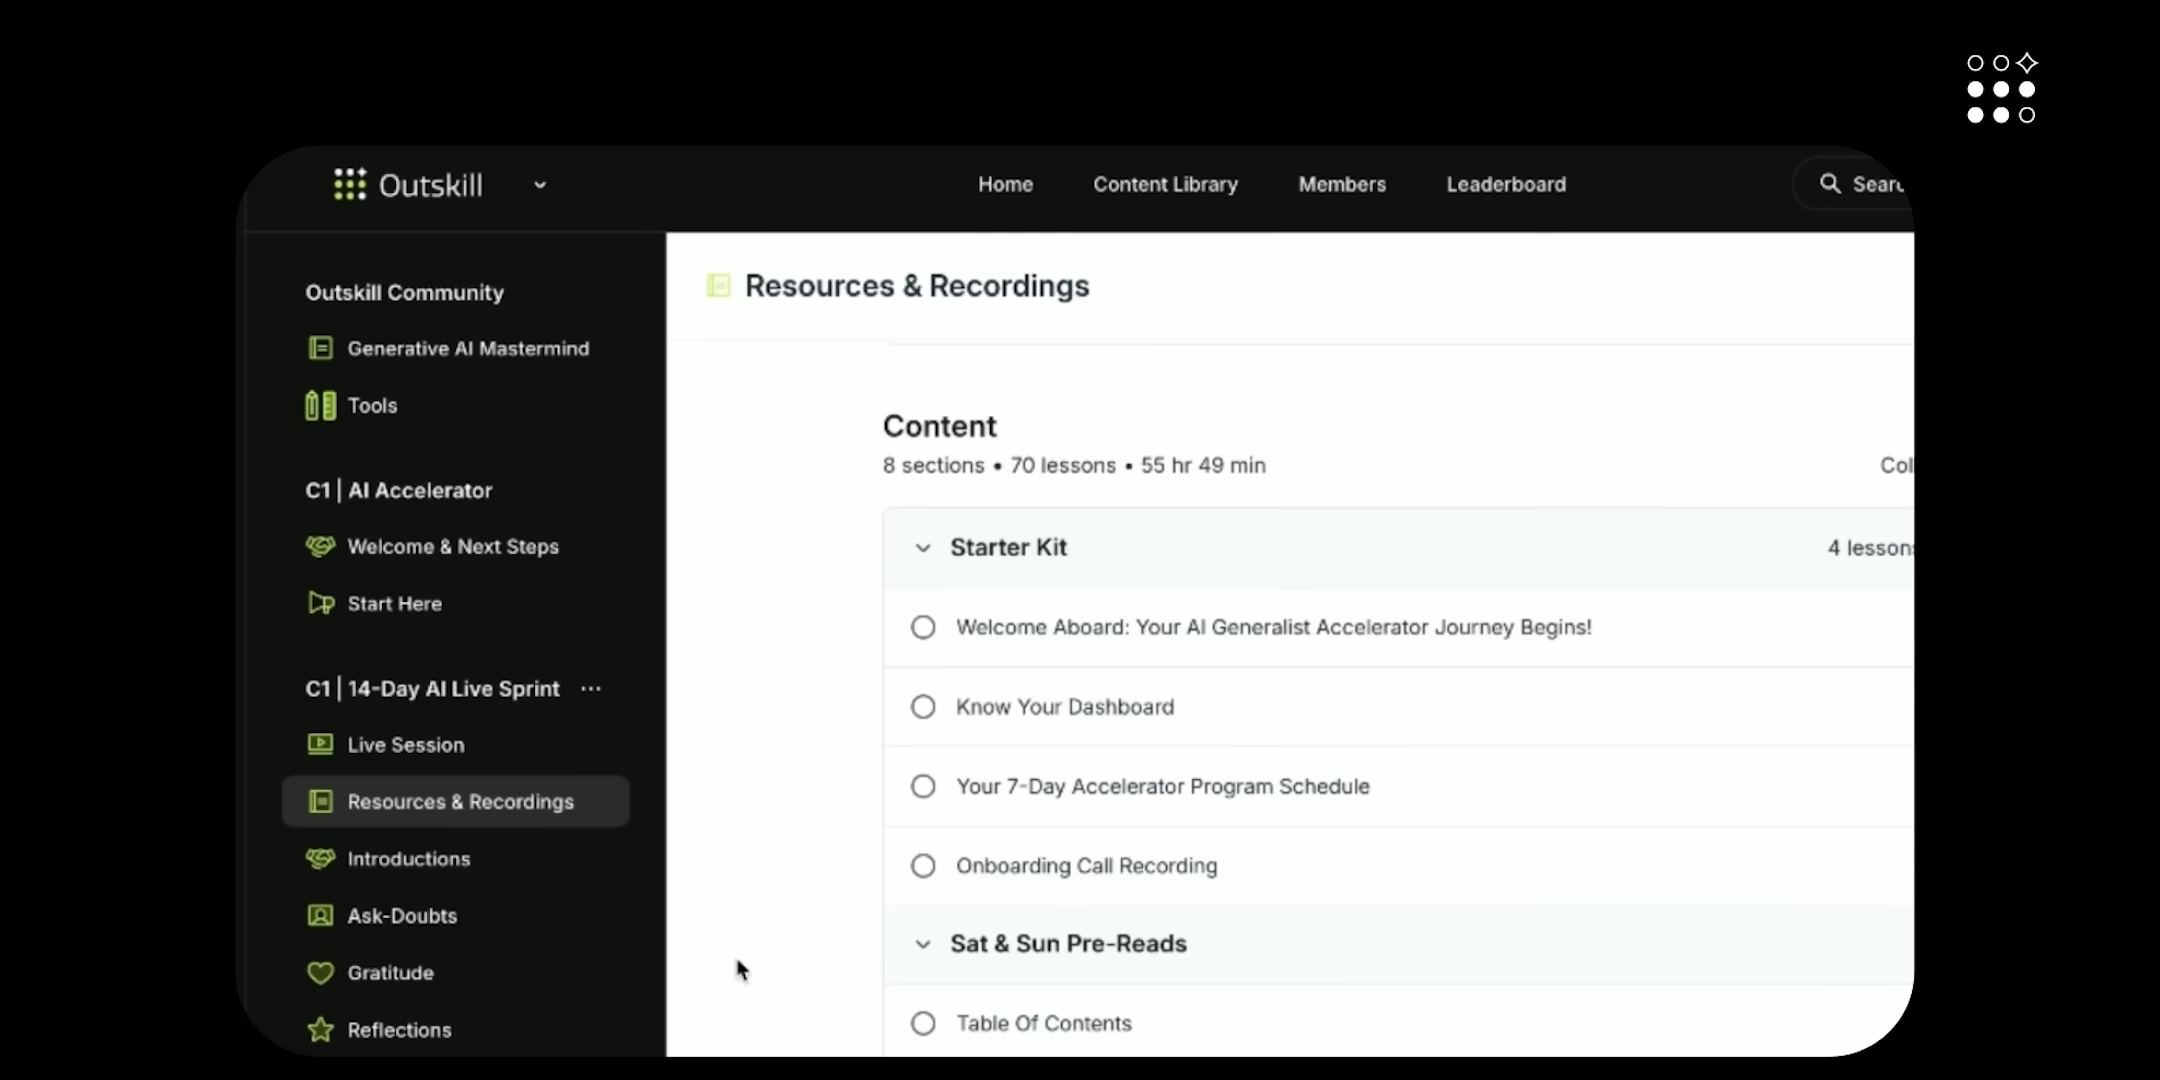 Outskill
Home
Content Library
Members
Leaderboard
Outskill Community
Generative AI Mastermind
Tools
C1 | AI Accelerator
Welcome & Next Steps
Start Here
C1 | 14-Day AI Live Sprint ...
Live Session
Resources & Recordings
Introductions
Ask-Doubts
Gratitude
Reflections
Resources & Recordings
Content
8 sections • 70 lessons • 55 hr 49 min
Starter Kit
4 lessons
Welcome Aboard: Your AI Generalist Accelerator Journey Begins!
Know Your Dashboard
Your 7-Day Accelerator Program Schedule
Onboarding Call Recording
Sat & Sun Pre-Reads
Table Of Contents